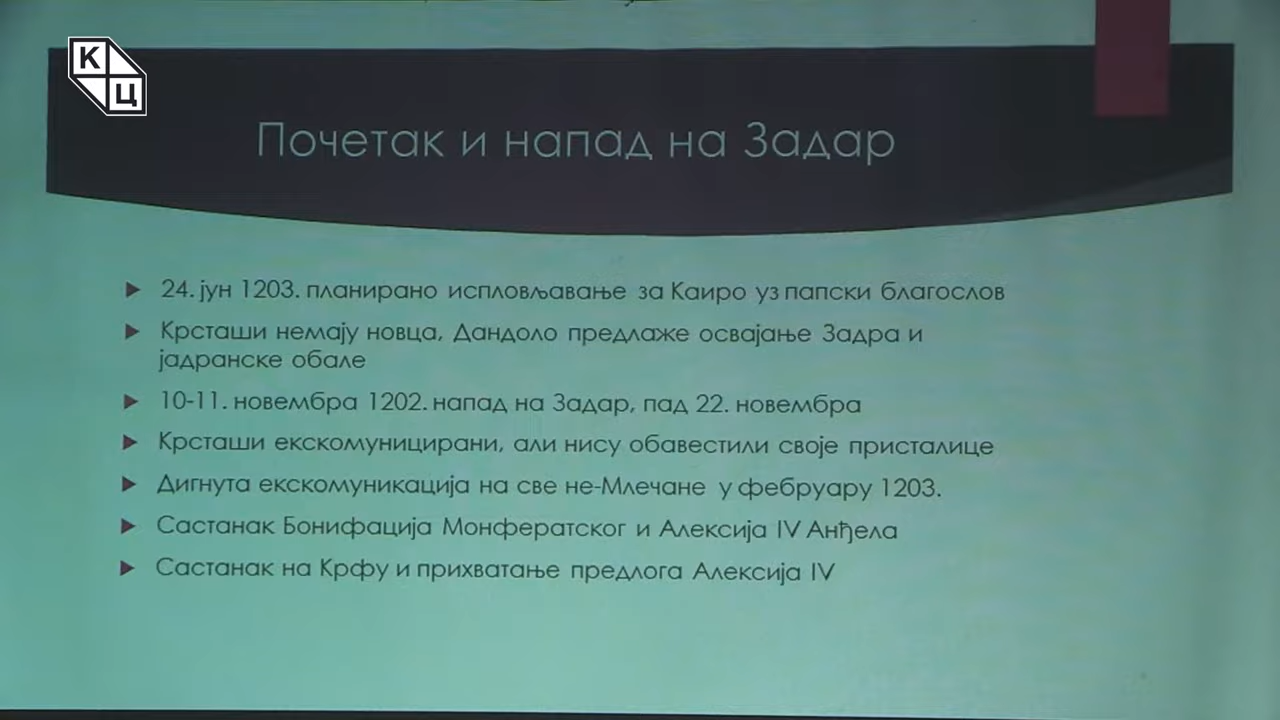 К
Ц
Почетак и напад на Задар
24. јун 1203. планирано испловљавање за Каиро уз папски благослов
Крсташи немају новца, Дандоло предлаже освајање Задра и
јадранске обале
10-11. новембра 1202. напад на Задар, пад 22. новембра
Крсташи екскомуницирани, али нису обавестили своје присталице
Дигнута екскомуникација на све не-Млечане у фебруару 1203.
Састанак Бонифација Монфератског и Алексија IV Анђела
Састанак на Крфу и прихватање предлога Алексија IV